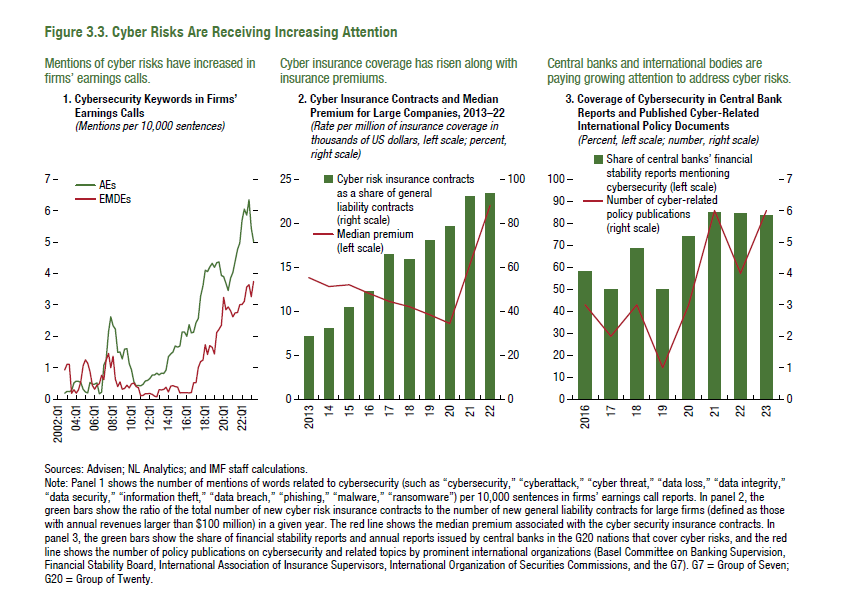 Figure 3.3. Cyber Risks Are Receiving Increasing Attention
Mentions of cyber risks have increased in
firms’ earnings calls.
1. Cybersecurity Keywords in Firms’
Earnings Calls
(Mentions per 10,000 sentences)
7
6
5
4
3
2
1
0
AEs
EMDEs
2002:01
04:01
06:01
08:01
10:01
12:01
14:01
16:01
18:01
20:01
22:01
Cyber insurance coverage has risen along with
insurance premiums.
2. Cyber Insurance Contracts and Median
Premium for Large Companies, 2013–22
(Rate per million of insurance coverage in
thousands of US dollars, left scale; percent,
right scale)
25
20
15
10
5
0
Cyber risk insurance contracts
as a share of general
liability contracts
(right scale)
Median premium
(left scale)
100
80
60
40
20
0
2013
14
15
16
17
18
19
20
21
22
Central banks and international bodies are
paying growing attention to address cyber risks.
3. Coverage of Cybersecurity in Central Bank
Reports and Published Cyber-Related
International Policy Documents
(Percent, left scale; number, right scale)
Share of central banks’ financial
stability reports mentioning
cybersecurity (left scale)
Number of cyber-related
policy publications
(right scale)
100
90
80
70
60
50
40
30
20
10
0
7
6
5
4
3
2
1
0
2016
17
18
19
20
21
22
23
Sources: Advisen; NL Analytics; and IMF staff calculations.
Note: Panel 1 shows the number of mentions of words related to cybersecurity (such as “cybersecurity,” “cyberattack,” “cyber threat,” “data loss,” “data integrity,”
“data security,” “information theft,” “data breach,” “phishing,” “malware,” “ransomware”) per 10,000 sentences in firms’ earnings call reports. In panel 2, the
green bars show the ratio of the total number of new cyber risk insurance contracts to the number of new general liability contracts for large firms (defined as those
with annual revenues larger than $100 million) in a given year. The red line shows the median premium associated with the cyber security insurance contracts. In
panel 3, the green bars show the share of financial stability reports and annual reports issued by central banks in the G20 nations that cover cyber risks, and the red
line shows the number of policy publications on cybersecurity and related topics by prominent international organizations (Basel Committee on Banking Supervision,
Financial Stability Board, International Association of Insurance Supervisors, International Organization of Securities Commissions, and the G7). G7 = Group of Seven;
G20 = Group of Twenty.